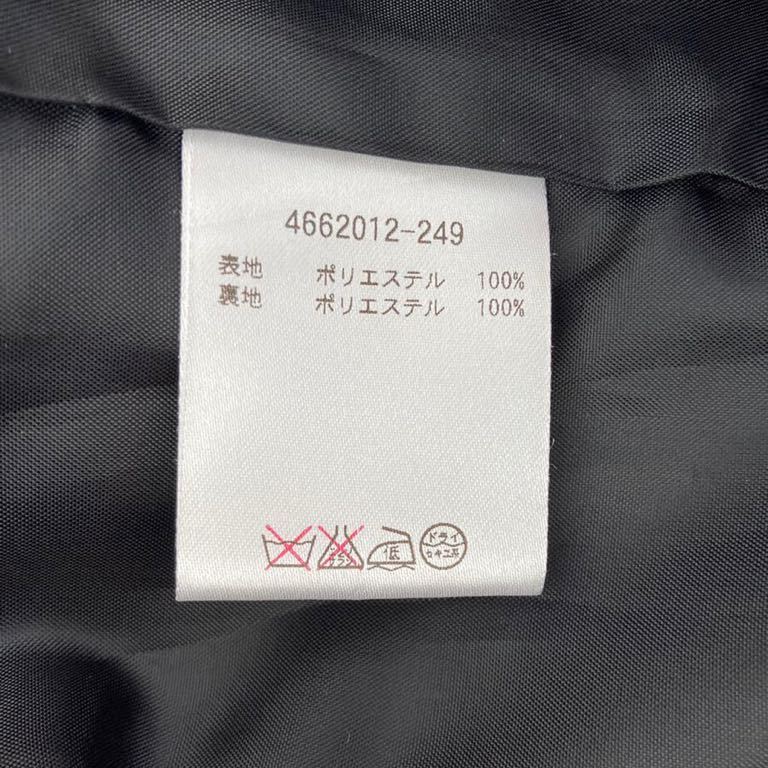 4662012-249
表地 ポリエステル 100%
裏地 ポリエステル 100%
低 ドライ
セキユ系